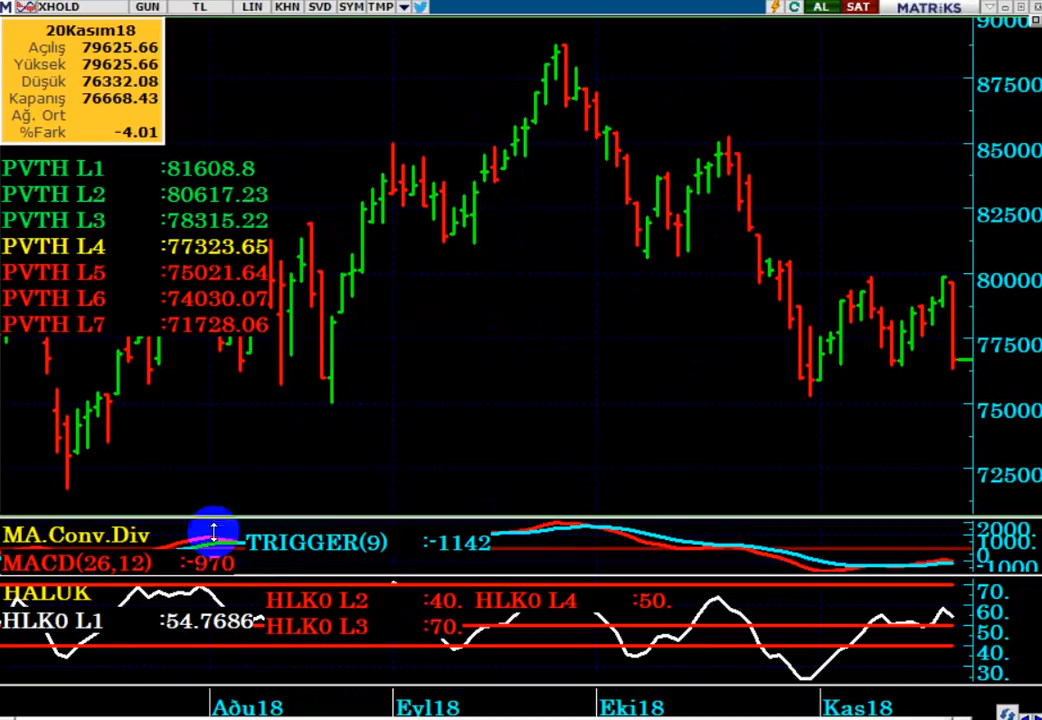 XHOLD GUN TL LIN KHN SVD SYM TMP AL SAT MATRiKS
20Kasım18
Açılış 79625.66
Yüksek 79625.66
Düşük 76332.08
Kapanış 76668.43
Ağ. Ort
%Fark -4.01
PVTH L1 :81608.8
PVTH L2 :80617.23
PVTH L3 :78315.22
PVTH L4 :77323.65
PVTH L5 :75021.64
PVTH L6 :74030.07
PVTH L7 :71728.06
87500
85000
82500
80000
77500
75000
72500
MA.Conv.Div
TRIGGER(9) :-1142
MACD(26,12) :-970
2000.
1000.
0.
-1000
HALUK
HLK0 L2 :40. HLK0 L4 :50.
HLK0 L1 :54.7686
HLK0 L3 :70.
70.
60.
50.
40.
30.
Aðu18 Eyl18 Eki18 Kas18